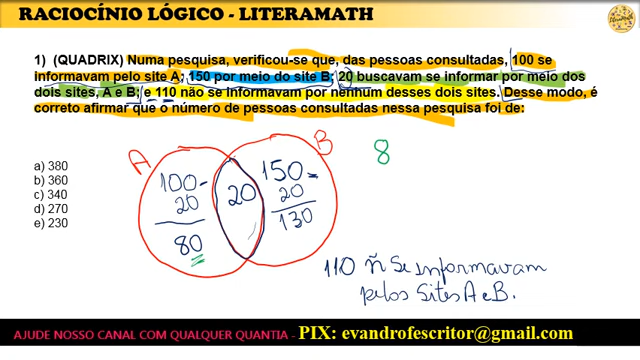 RACIOCÍNIO LÓGICO - LITERAMATH
1) (QUADRIX) Numa pesquisa, verificou-se que, das pessoas consultadas, 100 se
informavam pelo site A; 150 por meio do site B; 20 buscavam se informar por meio dos
dois sites, A e B; e 110 não se informavam por nenhum desses dois sites. Desse modo, é
correto afirmar que o número de pessoas consultadas nessa pesquisa foi de:
a) 380
b) 360
c) 340
d) 270
e) 230
A
B
100-
20
80
20
150-
20
130
8
110 ñ se informavam
pelos sites A e B.
AJUDE NOSSO CANAL COM QUALQUER QUANTIA - PIX: evandrofescritor@gmail.com